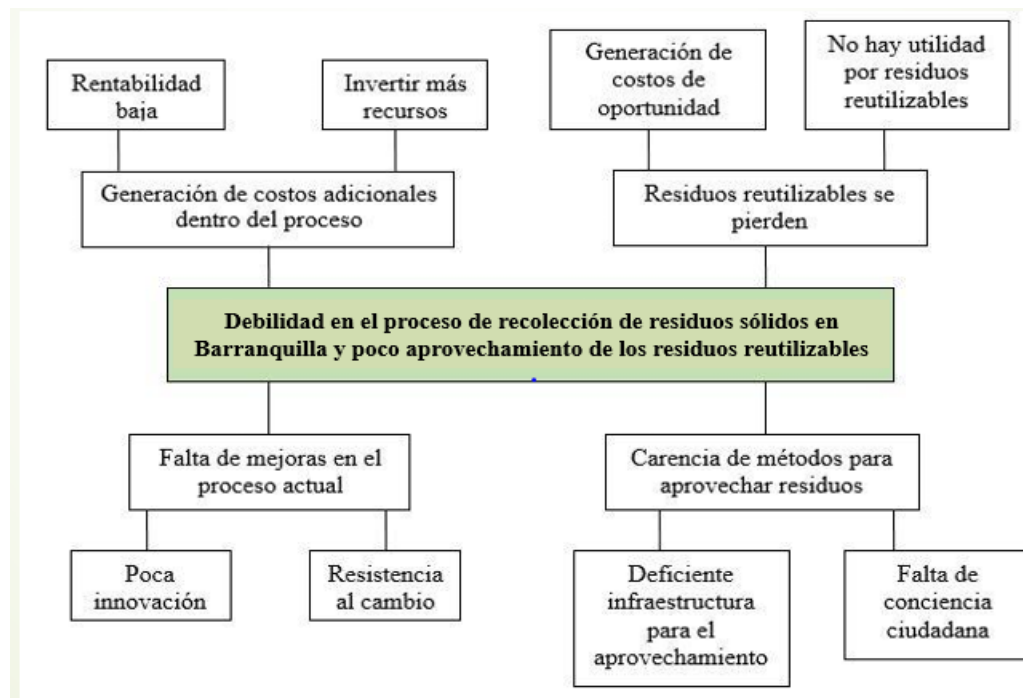 Rentabilidad
baja
Invertir más
recursos
Generación de
costos de
oportunidad
No hay utilidad
por residuos
reutilizables
Generación de costos adicionales
dentro del proceso
Residuos reutilizables se
pierden
Debilidad en el proceso de recolección de residuos sólidos en
Barranquilla y poco aprovechamiento de los residuos reutilizables
Falta de mejoras en el
proceso actual
Carencia de métodos para
aprovechar residuos
Poca
innovación
Resistencia
al cambio
Deficiente
infraestructura
para el
aprovechamiento
Falta de
conciencia
ciudadana